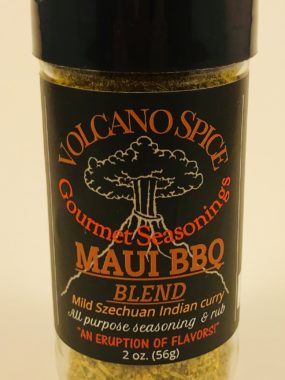 VOLCANO SPICE
Gourmet Seasonings
MAUI BBQ
BLEND
Mild Szechuan Indian curry
All purpose seasoning & rub
"AN ERUPTION OF FLAVORS!"
2 oz. (56g)